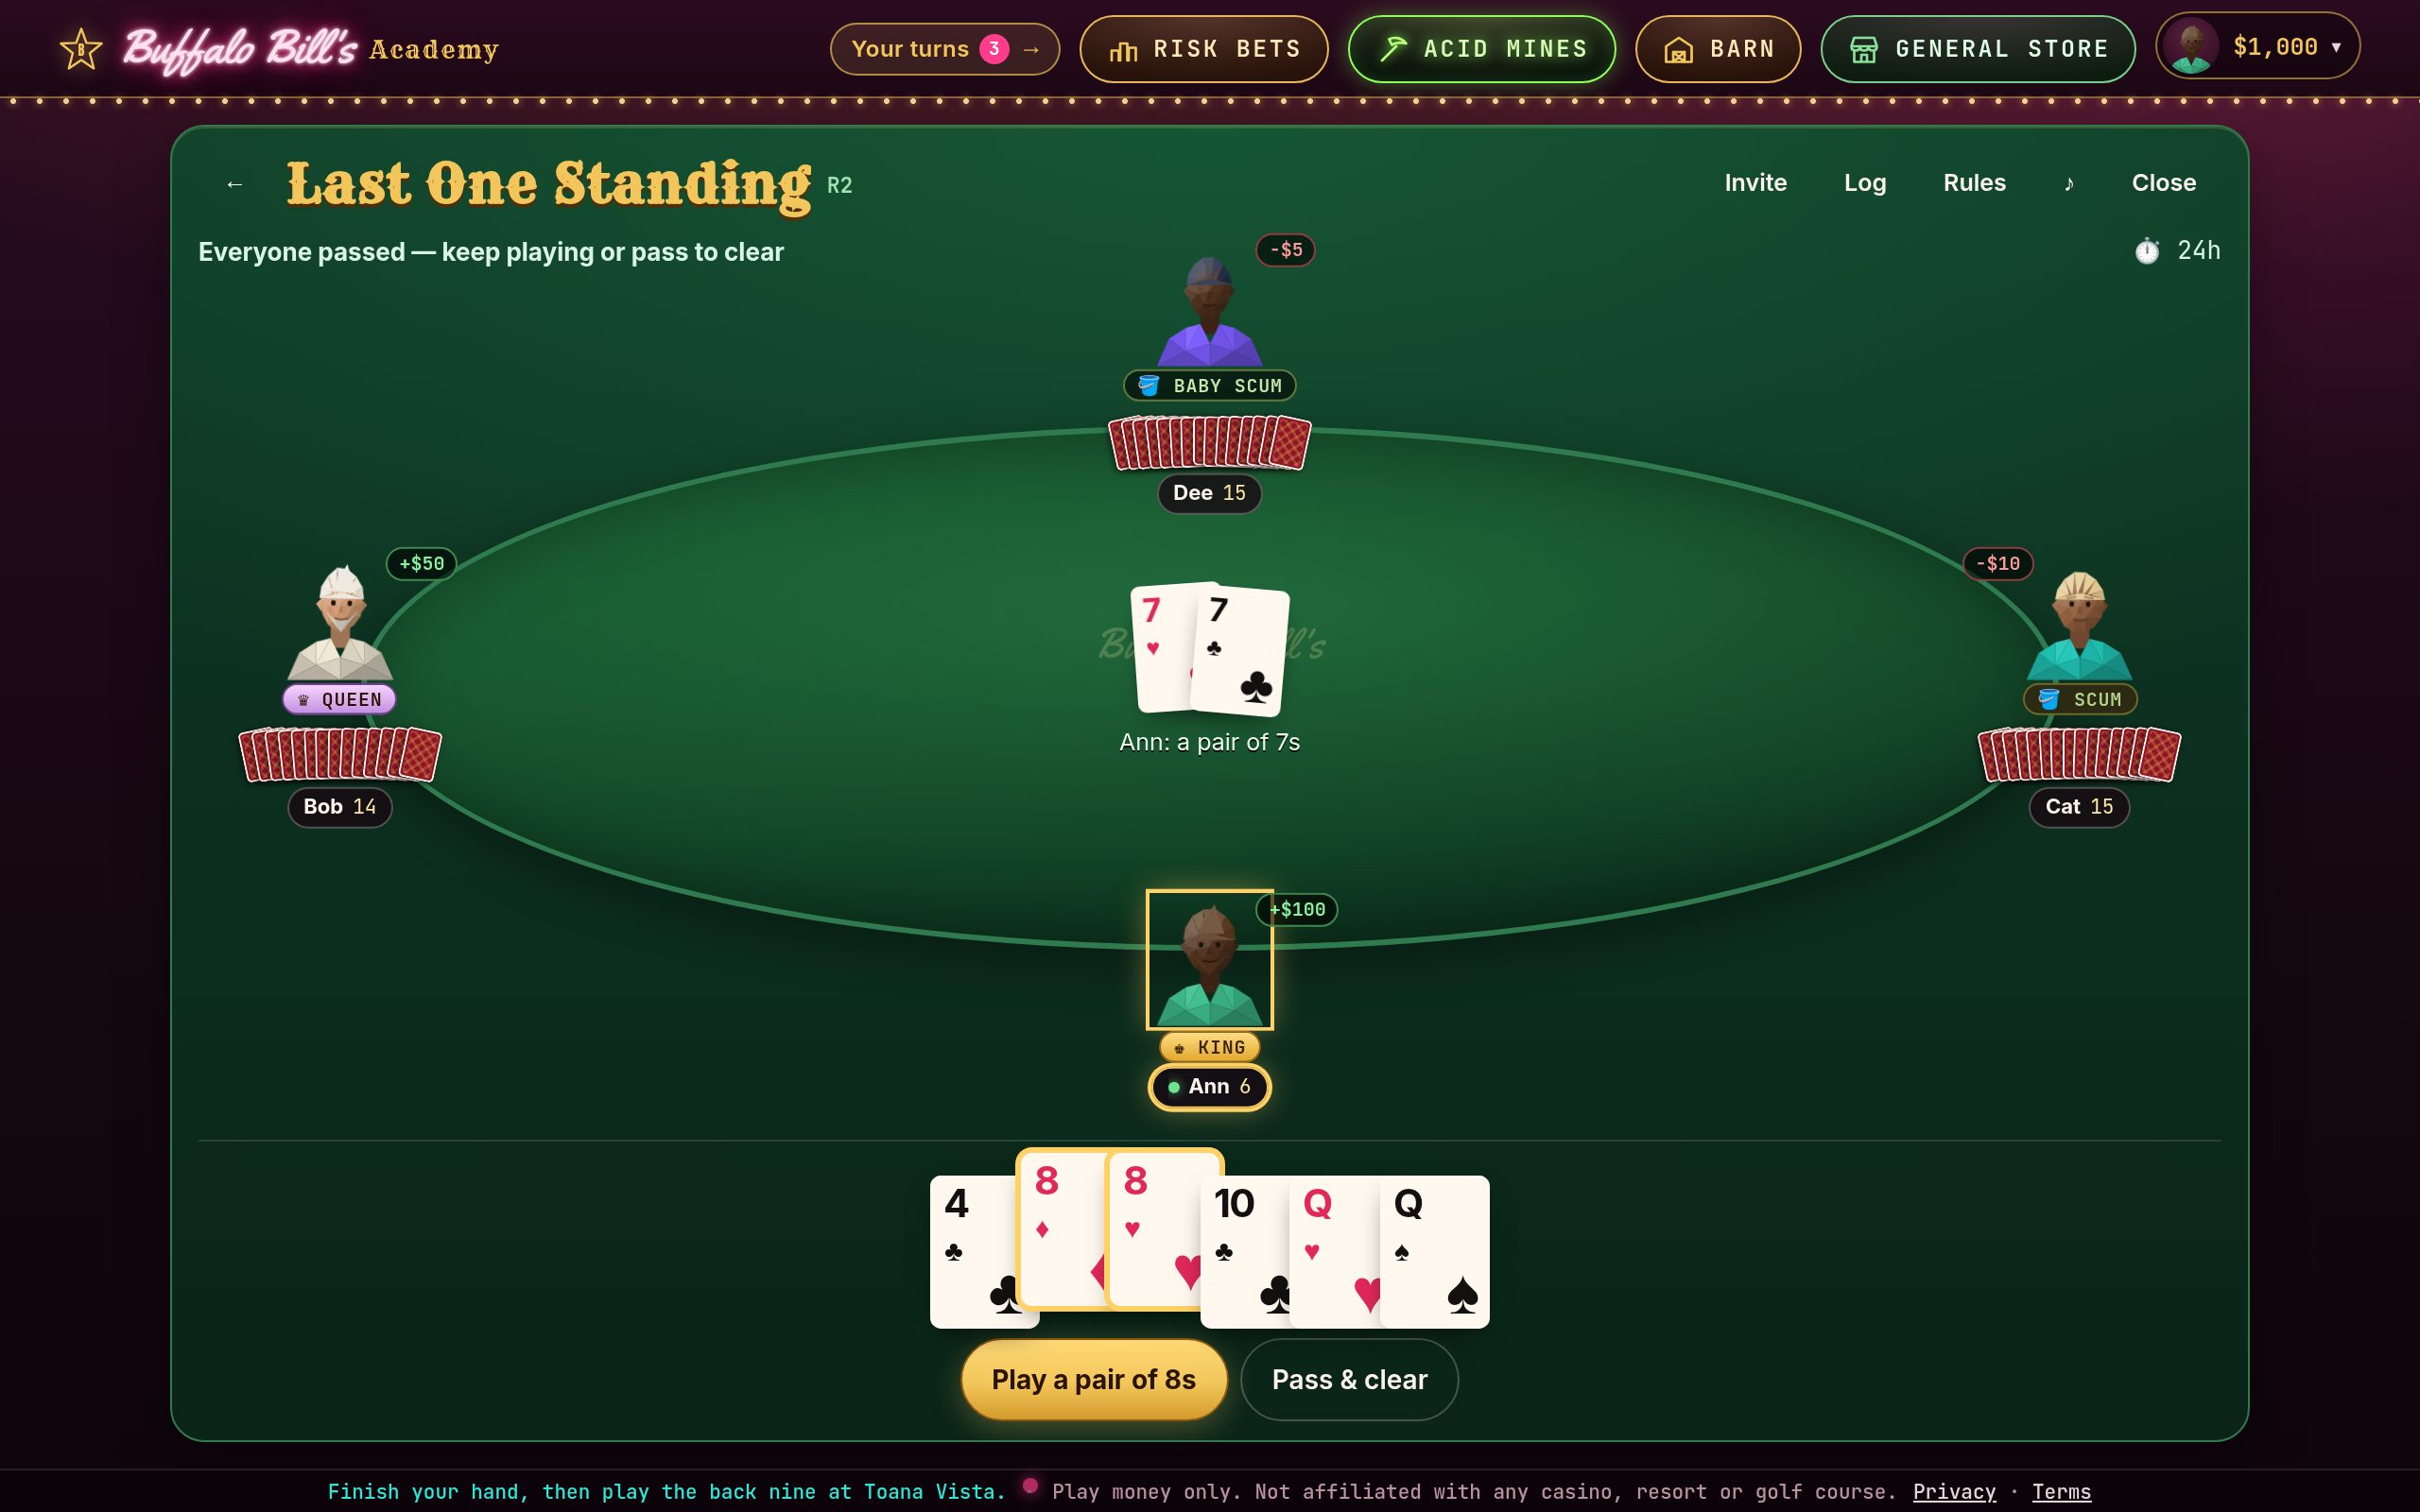 B Buffalo Bill's Academy
Your turns 3 →
RISK BETS
ACID MINES
BARN
GENERAL STORE
$1,000 ▼
← Last One Standing R2
Invite
Log
Rules
♪
Close
Everyone passed — keep playing or pass to clear
⏱️ 24h
-$5
🪣 BABY SCUM
Dee 15
+$50
♛ QUEEN
Bob 14
-$10
🪣 SCUM
Cat 15
7 ♥
7 ♣
Ann: a pair of 7s
+$100
♚ KING
Ann 6
4 ♣
8 ♦
8 ♥
10 ♣
Q ♥
Q ♠
Play a pair of 8s
Pass & clear
Finish your hand, then play the back nine at Toana Vista. Play money only. Not affiliated with any casino, resort or golf course. Privacy · Terms